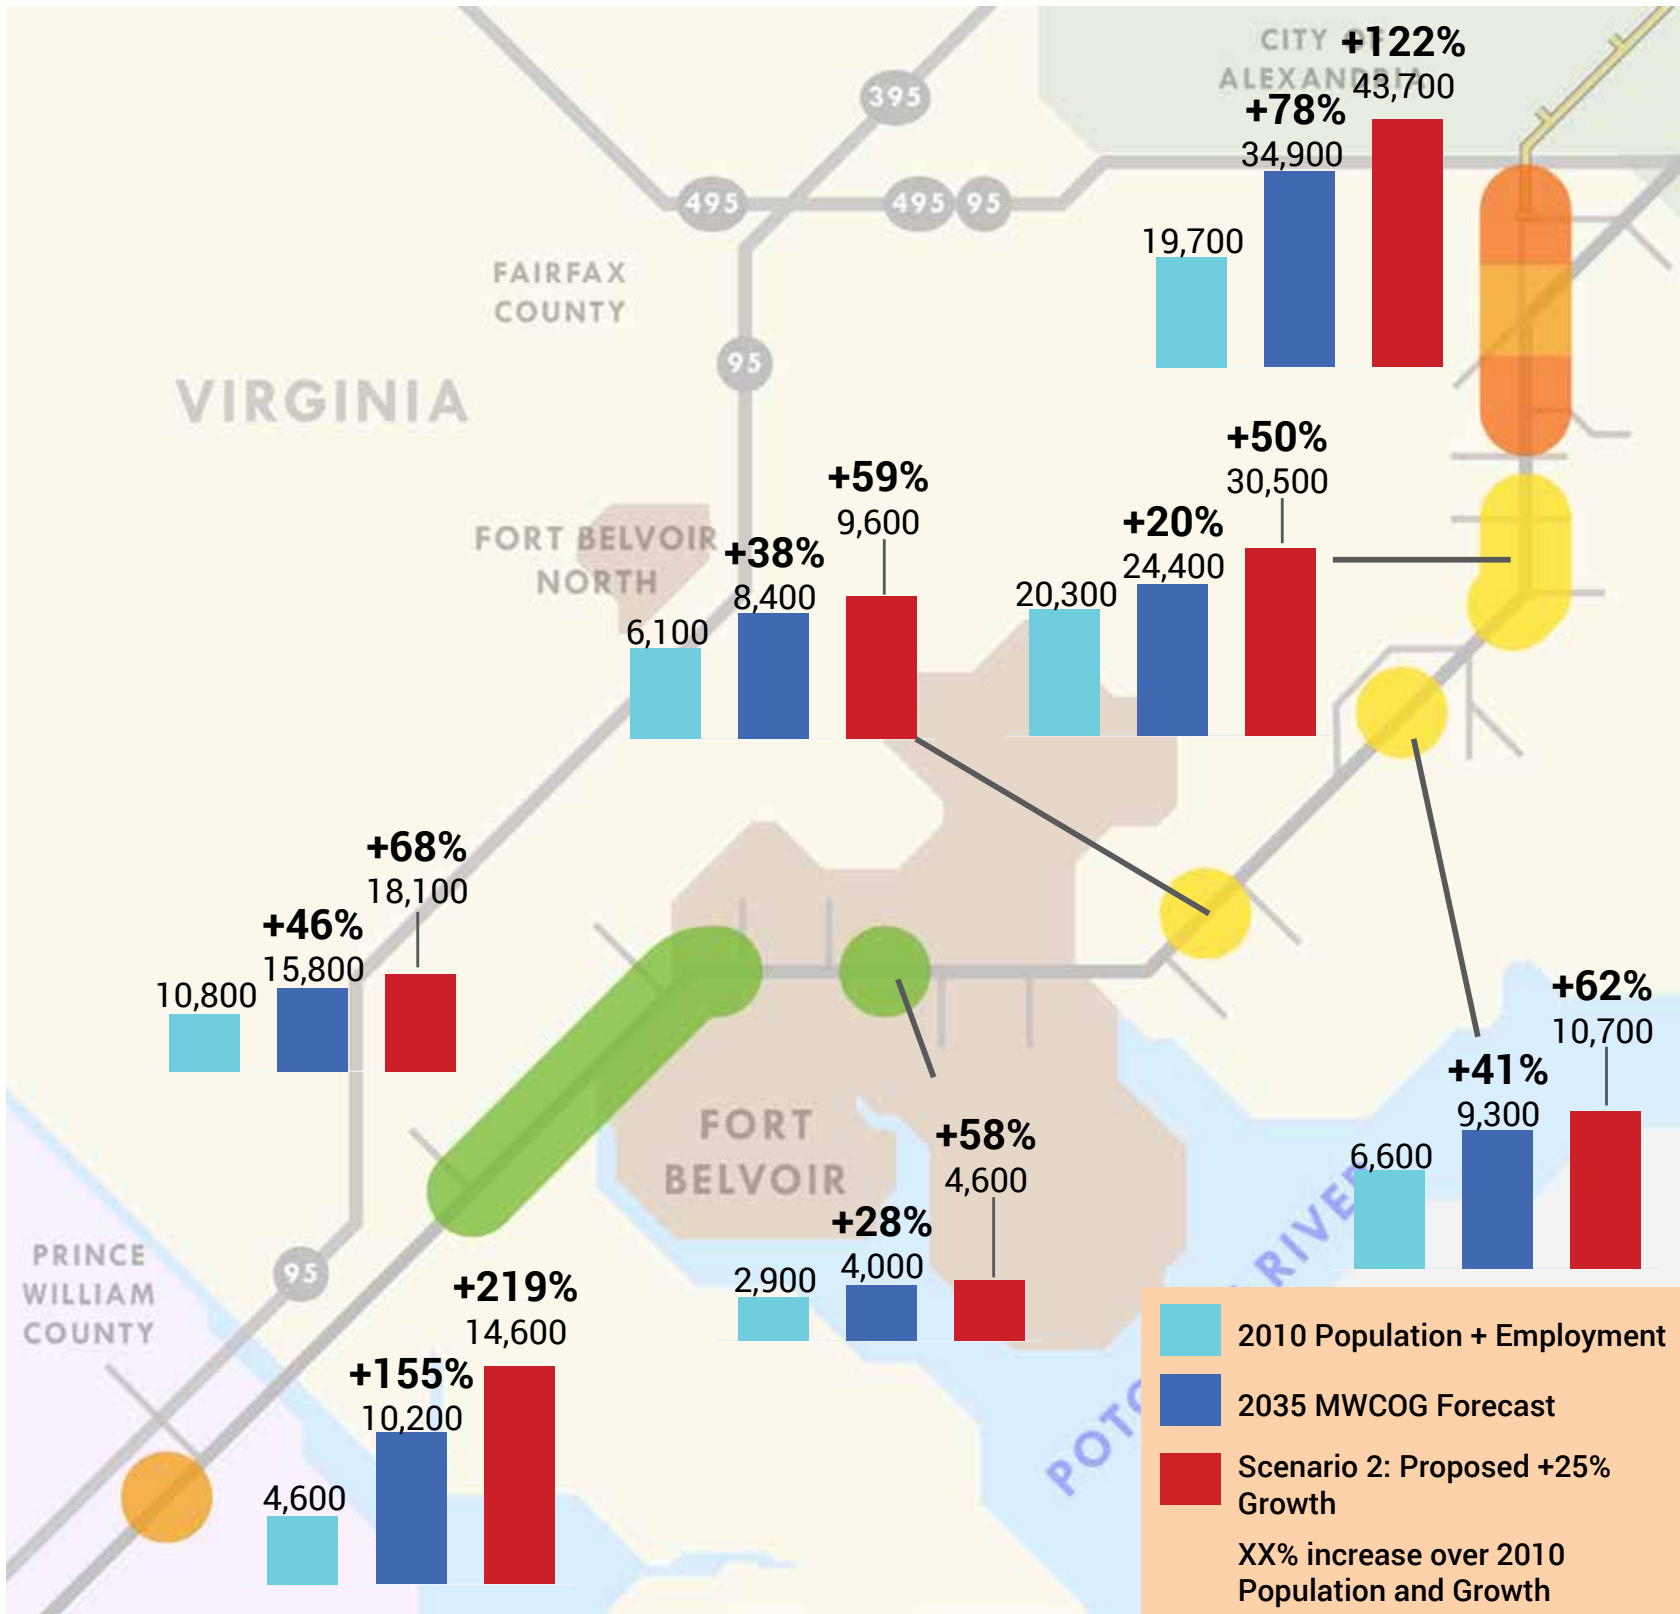 CITY OF
ALEXANDRIA
+122%
43,700
+78%
34,900
19,700
395
495
495
95
FAIRFAX
COUNTY
95
VIRGINIA
+50%
30,500
+20%
24,400
20,300
+59%
9,600
+38%
8,400
6,100
FORT BELVOIR
NORTH
+68%
18,100
+46%
15,800
10,800
+62%
10,700
+41%
9,300
6,600
FORT
BELVOIR
+58%
4,600
+28%
4,000
2,900
PRINCE
WILLIAM
COUNTY
95
+219%
14,600
+155%
10,200
4,600
RIVER
2010 Population + Employment
2035 MWCOG Forecast
Scenario 2: Proposed +25%
Growth
XX% increase over 2010
Population and Growth